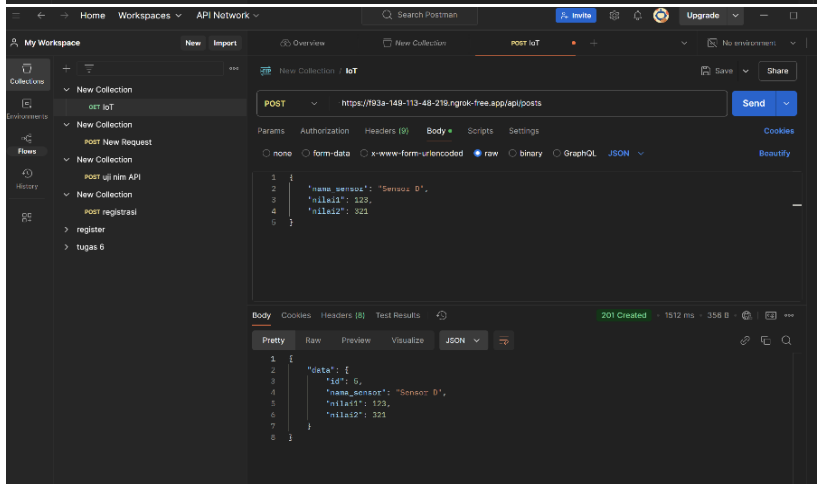 Home Workspaces API Network Search Postman Invite Upgrade
My Workspace New Import Overview New Collection POST IoT No environment
Collections
Environments
Flows
History
New Collection
GET IoT
New Collection
POST New Request
New Collection
POST uji nim API
New Collection
POST registrasi
register
tugas 6
New Collection / IoT Save Share
POST https://f93a-149-113-48-219.ngrok-free.app/api/posts Send
Params Authorization Headers (9) Body Scripts Settings Cookies
none form-data x-www-form-urlencoded raw binary GraphQL JSON Beautify
1 {
2 "nama_sensor": "Sensor D",
3 "nilai1": 123,
4 "nilai2": 321
5 }
Body Cookies Headers (8) Test Results 201 Created 1512 ms 356 B
Pretty Raw Preview Visualize JSON
1 {
2 "data": {
3 "id": 5,
4 "nama_sensor": "Sensor D",
5 "nilai1": 123,
6 "nilai2": 321
7 }
8 }